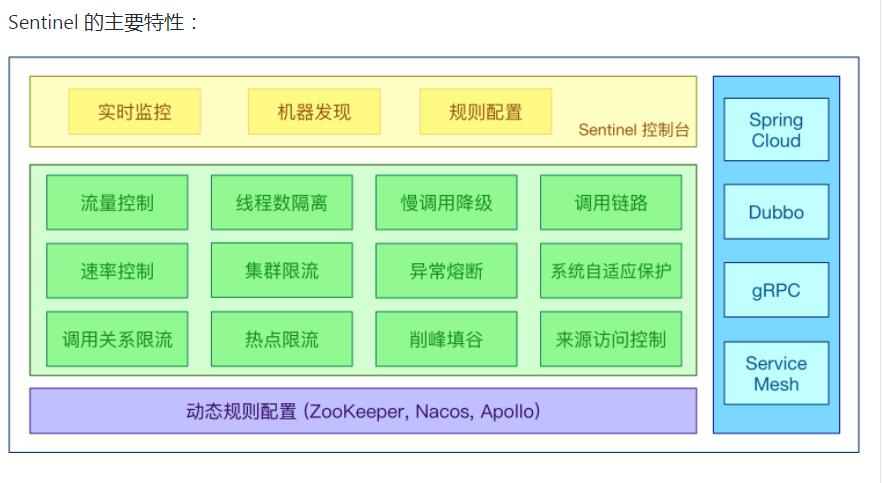 Sentinel 的主要特性：
实时监控
机器发现
规则配置
Sentinel 控制台
流量控制
线程数隔离
慢调用降级
调用链路
速率控制
集群限流
异常熔断
系统自适应保护
调用关系限流
热点限流
削峰填谷
来源访问控制
动态规则配置 (ZooKeeper, Nacos, Apollo)
Spring
Cloud
Dubbo
gRPC
Service
Mesh